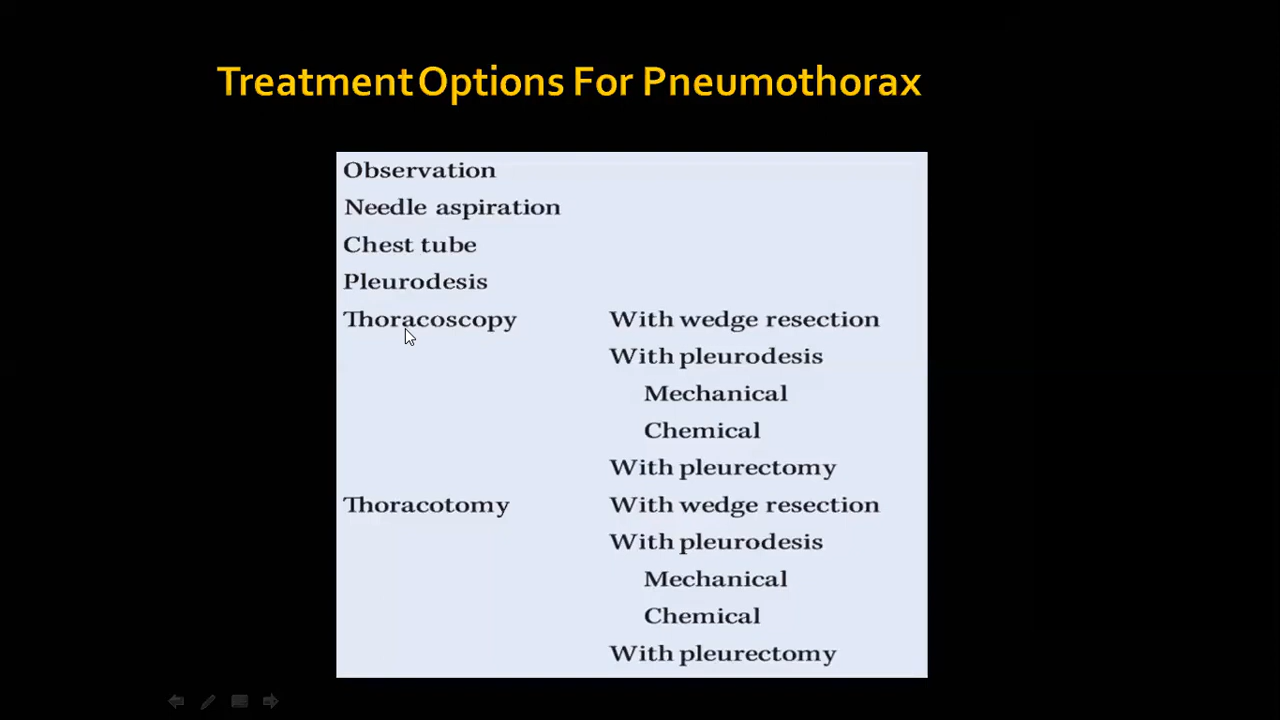 Treatment Options For Pneumothorax
Observation
Needle aspiration
Chest tube
Pleurodesis
Thoracoscopy With wedge resection
With pleurodesis
Mechanical
Chemical
With pleurectomy
Thoracotomy With wedge resection
With pleurodesis
Mechanical
Chemical
With pleurectomy